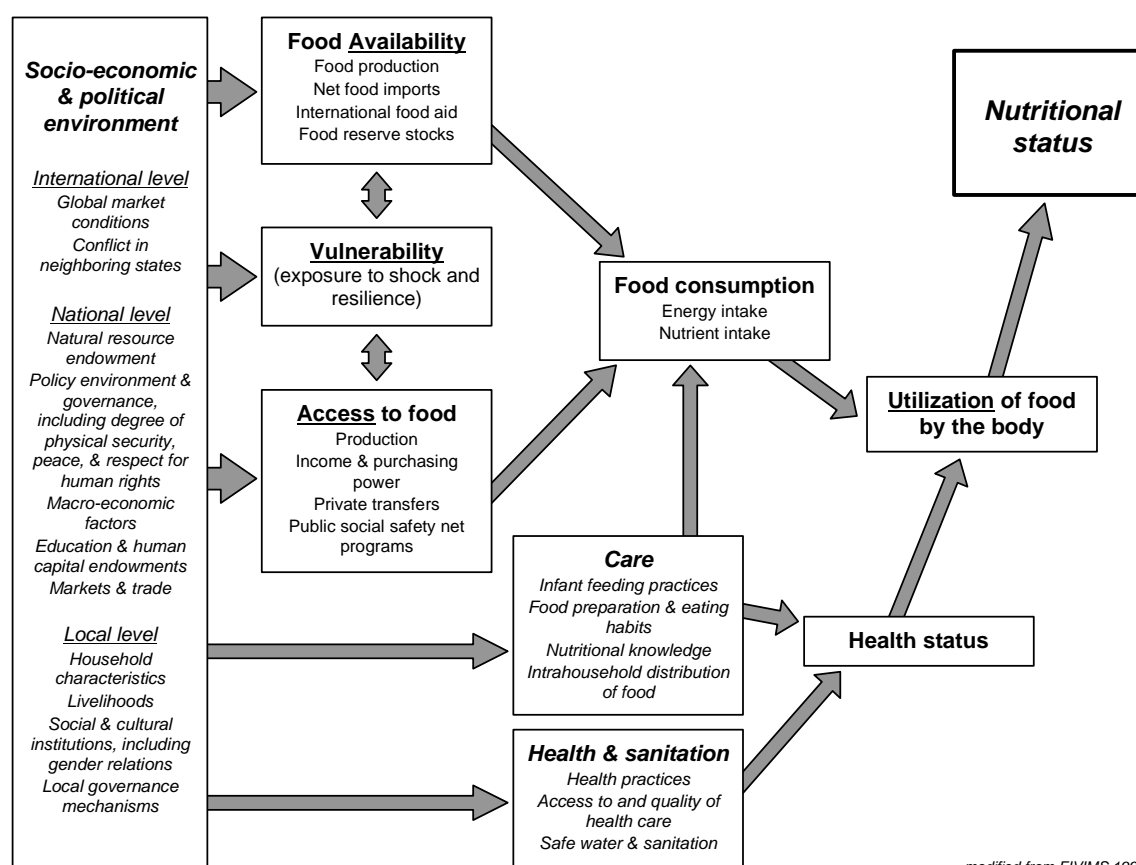 Socio-economic
& political
environment
International level
Global market
conditions
Conflict in
neighboring states
National level
Natural resource
endowment
Policy environment &
governance,
including degree of
physical security,
peace, & respect for
human rights
Macro-economic
factors
Education & human
capital endowments
Markets & trade
Local level
Household
characteristics
Livelihoods
Social & cultural
institutions, including
gender relations
Local governance
mechanisms
Food Availability
Food production
Net food imports
International food aid
Food reserve stocks
Vulnerability
(exposure to shock and
resilience)
Access to food
Production
Income & purchasing
power
Private transfers
Public social safety net
programs
Food consumption
Energy intake
Nutrient intake
Care
Infant feeding practices
Food preparation & eating
habits
Nutritional knowledge
Intrahousehold distribution
of food
Health & sanitation
Health practices
Access to and quality of
health care
Safe water & sanitation
Nutritional
status
Utilization of food
by the body
Health status
modified from FIVIMS